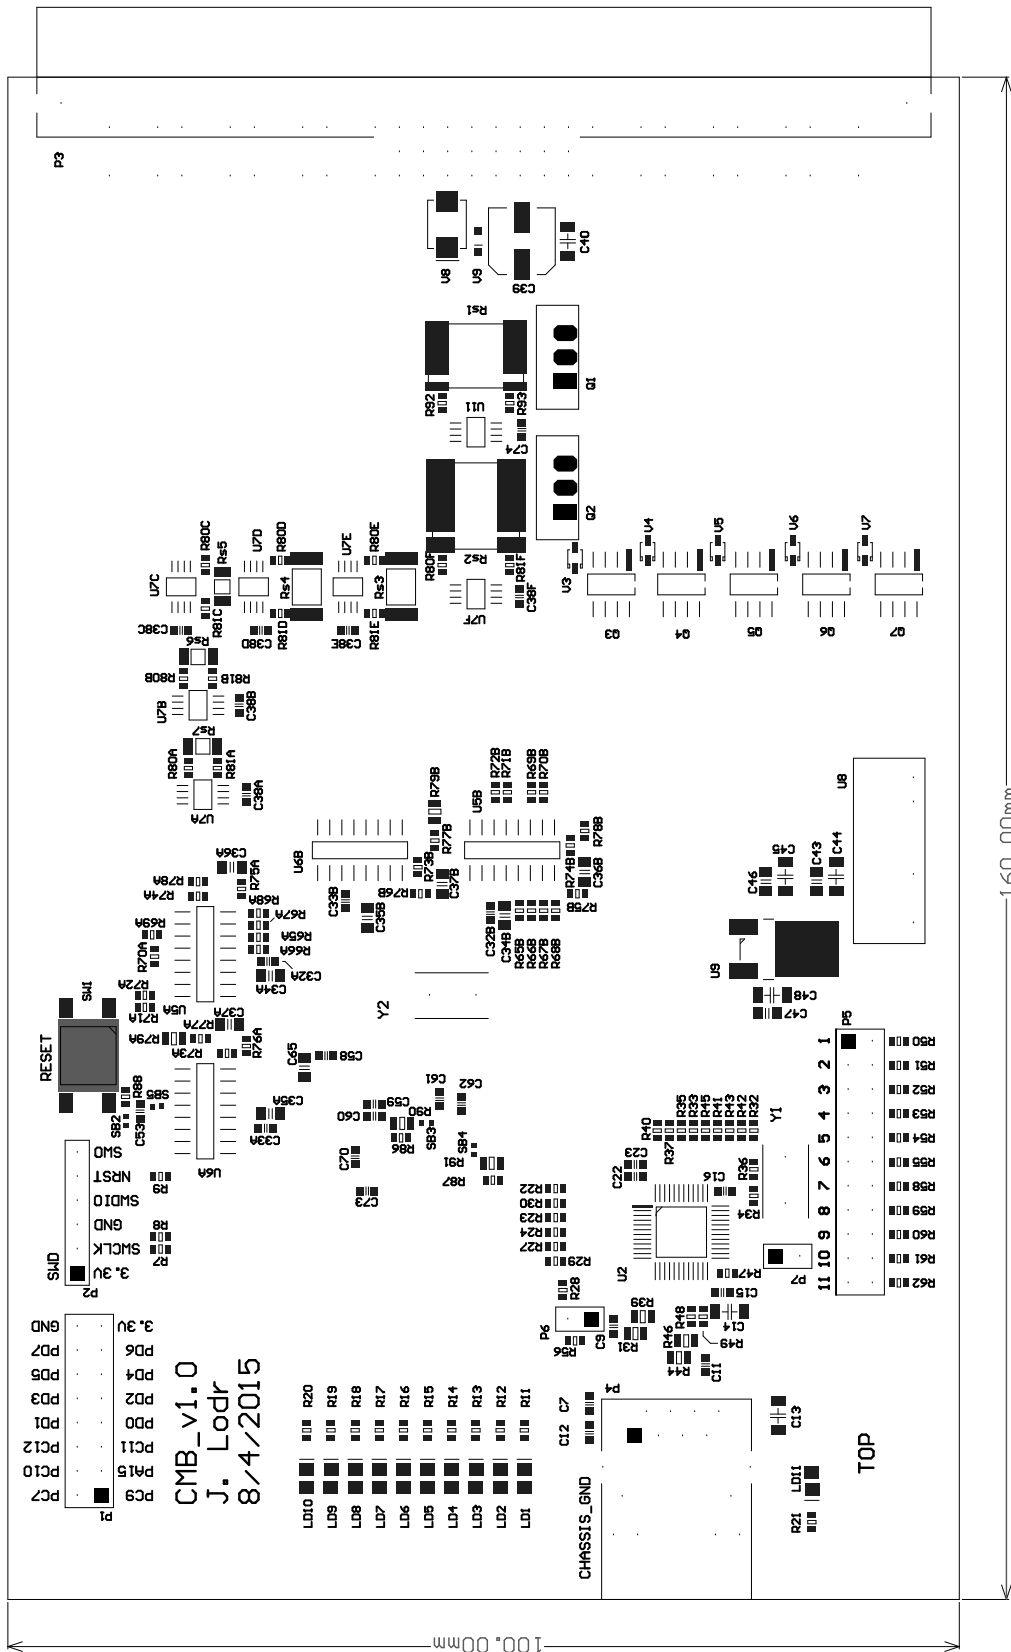 P3
V8
V9
C39
C40
Rs1
R92
R93
U11
C74
Q1
Q2
R80F
Rs2
R81F
U7F
C38F
R80C
Rs5
U7C
R81C
C38C
U7D
R80D
Rs4
R81D
C38D
U7E
R80E
Rs3
R81E
C38E
V3
V4
V5
V6
V7
Q3
Q4
Q5
Q6
Q7
Rs6
R80B
R81B
U7B
C38B
Rs7
R80A
R81A
U7A
C38A
C36A
R78A
R74A
R75A
R69A
R70A
R68A
R67A
R65A
R66A
C32A
C34A
R72A
R71A
U5A
R79A
R77A
C37A
R73A
R76A
C33A
C35A
U6A
U6B
C33B
C35B
R76B
R73B
C37B
R77B
R79B
U5B
R72B
R71B
R69B
R70B
R74B
R78B
C36B
R75B
C32B
C34B
R65B
R66B
R67B
R68B
U8
C46
C45
C43
C44
U9
C48
C47
Y2
SW1
RESET
R88
SB5
SB2
C53
C65
C58
C61
C62
C59
C60
R90
R86
SB3
SB4
R91
R87
C70
C73
SWD
SWO
NRST
SWDIO
GND
SWCLK
3.3V
P2
R9
R8
R7
R22
R30
R23
R24
R27
R29
R28
P6
R56
C9
R31
R39
R40
R37
R35
R33
R45
R41
R43
R42
R32
R36
R34
Y1
C22
C23
C16
U2
R47
C15
C14
R48
R46
R49
R44
C11
P7
P5
1
2
3
4
5
6
7
8
9
10
11
R50
R51
R52
R53
R54
R55
R58
R59
R60
R61
R62
GND
PD7
PD5
PD3
PD1
PC12
PC10
PC7
3.3V
PD6
PD4
PD2
PD0
PC11
PA15
PC9
P1
CMB_v1.0
J. Lodr
8/4/2015
R20
R19
R18
R17
R16
R15
R14
R13
R12
R11
LD10
LD9
LD8
LD7
LD6
LD5
LD4
LD3
LD2
LD1
C7
C12
P4
CHASSIS_GND
C13
TOP
LD11
R21
160.00mm
100.00mm